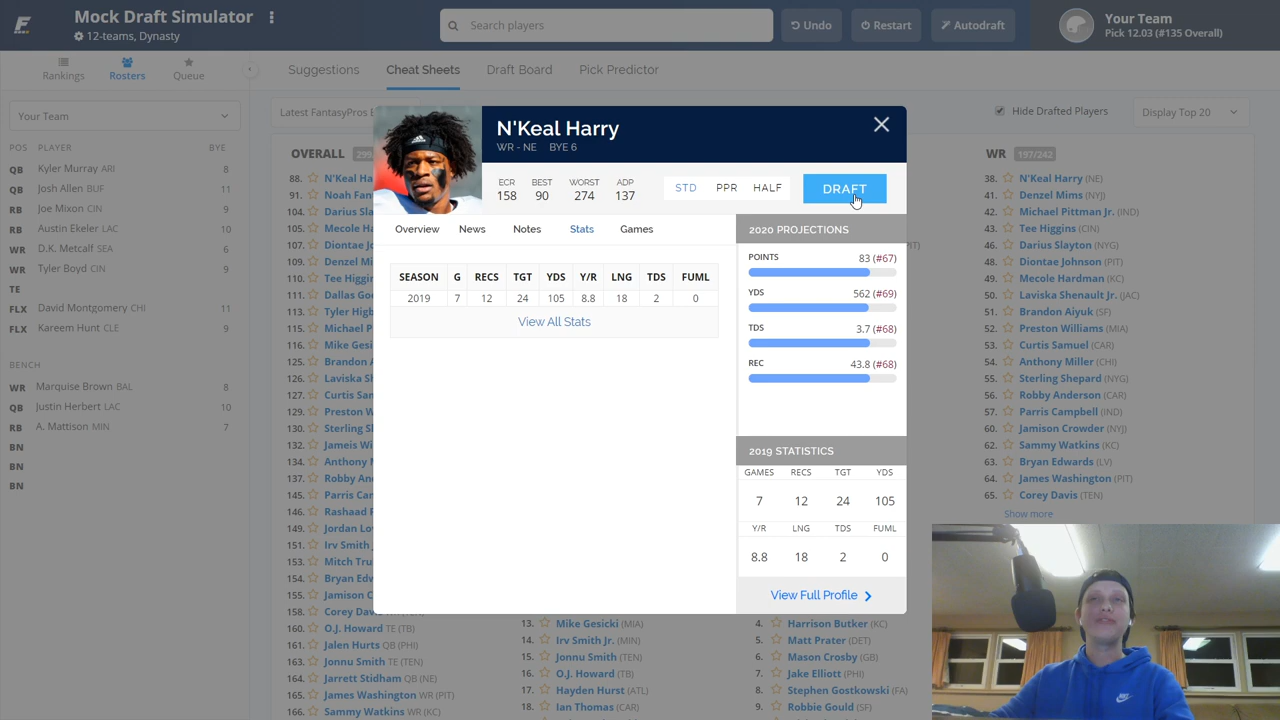 Mock Draft Simulator
12-teams, Dynasty
Search players
Undo
Restart
Autodraft
Your Team
Pick 12.03 (#135 Overall)
Rankings
Rosters
Queue
Suggestions
Cheat Sheets
Draft Board
Pick Predictor
Your Team
POS PLAYER BYE
QB Kyler Murray ARI 8
QB Josh Allen BUF 11
RB Joe Mixon CIN 9
RB Austin Ekeler LAC 10
WR D.K. Metcalf SEA 6
WR Tyler Boyd CIN 9
TE
FLX David Montgomery CHI 11
FLX Kareem Hunt CLE 9
BENCH
WR Marquise Brown BAL 8
QB Justin Herbert LAC 10
RB A. Mattison MIN 7
BN
BN
BN
Latest FantasyPros
Hide Drafted Players
Display Top 20
OVERALL
88. N'Keal H
91. Noah Fan
104. Darius Sla
105. Mecole H
107. Diontae Jo
109. Denzel Mim
110. Tee Higgin
111. Dallas Go
113. Tyler Higb
115. Michael P
116. Mike Gesi
125. Brandon A
126. Laviska Sh
127. Curtis Sam
129. Preston W
130. Sterling S
132. Jameis Wi
134. Anthony M
137. Robby An
145. Parris Can
146. Rashaad P
149. Jordan Lo
151. Irv Smith J
153. Mitch Tru
154. Bryan Edw
155. Jamison C
158. Corey Davi
160. O.J. Howard TE (TB)
161. Jalen Hurts QB (PHI)
163. Jonnu Smith TE (TEN)
164. Jarrett Stidham QB (NE)
165. James Washington WR (PIT)
166. Sammy Watkins WR (KC)
N'Keal Harry
WR - NE BYE 6
ECR BEST WORST ADP
158 90 274 137
STD PPR HALF
DRAFT
Overview
News
Notes
Stats
Games
SEASON G RECS TGT YDS Y/R LNG TDS FUML
2019 7 12 24 105 8.8 18 2 0
View All Stats
2020 PROJECTIONS
POINTS 83 (#67)
YDS 562 (#69)
TDS 3.7 (#68)
REC 43.8 (#68)
2019 STATISTICS
GAMES RECS TGT YDS
7 12 24 105
Y/R LNG TDS FUML
8.8 18 2 0
View Full Profile
13. Mike Gesicki (MIA)
14. Irv Smith Jr. (MIN)
15. Jonnu Smith (TEN)
16. O.J. Howard (TB)
17. Hayden Hurst (ATL)
18. Ian Thomas (CAR)
4. Harrison Butker (KC)
5. Matt Prater (DET)
6. Mason Crosby (GB)
7. Jake Elliott (PHI)
8. Stephen Gostkowski (FA)
9. Robbie Gould (SF)
WR 197/242
38. N'Keal Harry (NE)
41. Denzel Mims (NYJ)
42. Michael Pittman Jr. (IND)
43. Tee Higgins (CIN)
46. Darius Slayton (NYG)
48. Diontae Johnson (PIT)
49. Mecole Hardman (KC)
50. Laviska Shenault Jr. (JAC)
51. Brandon Aiyuk (SF)
52. Preston Williams (MIA)
53. Curtis Samuel (CAR)
54. Anthony Miller (CHI)
55. Sterling Shepard (NYG)
56. Robby Anderson (CAR)
57. Parris Campbell (IND)
60. Jamison Crowder (NYJ)
62. Sammy Watkins (KC)
63. Bryan Edwards (LV)
64. James Washington (PIT)
65. Corey Davis (TEN)
Show more